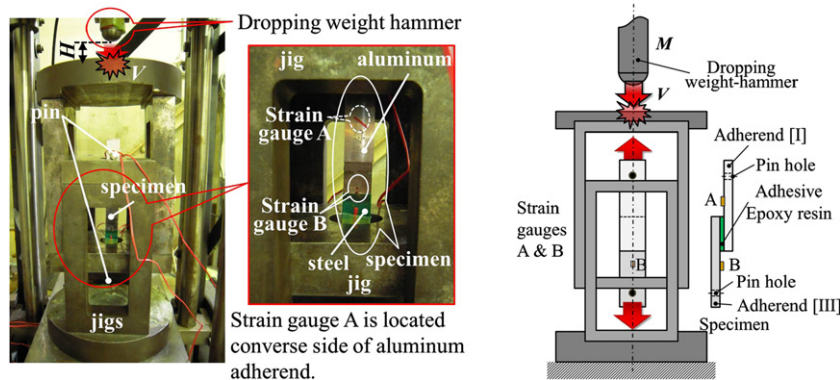 Dropping weight hammer
H
V
pin
specimen
jigs
jig
aluminum
Strain
gauge A
Strain
gauge B
steel
specimen
jig
Strain gauge A is located
converse side of aluminum
adherend.
M
Dropping
weight-hammer
V
Adherend [I]
Pin hole
Adhesive
Epoxy resin
A
Strain
gauges
A & B
B
B
Pin hole
Adherend [III]
Specimen